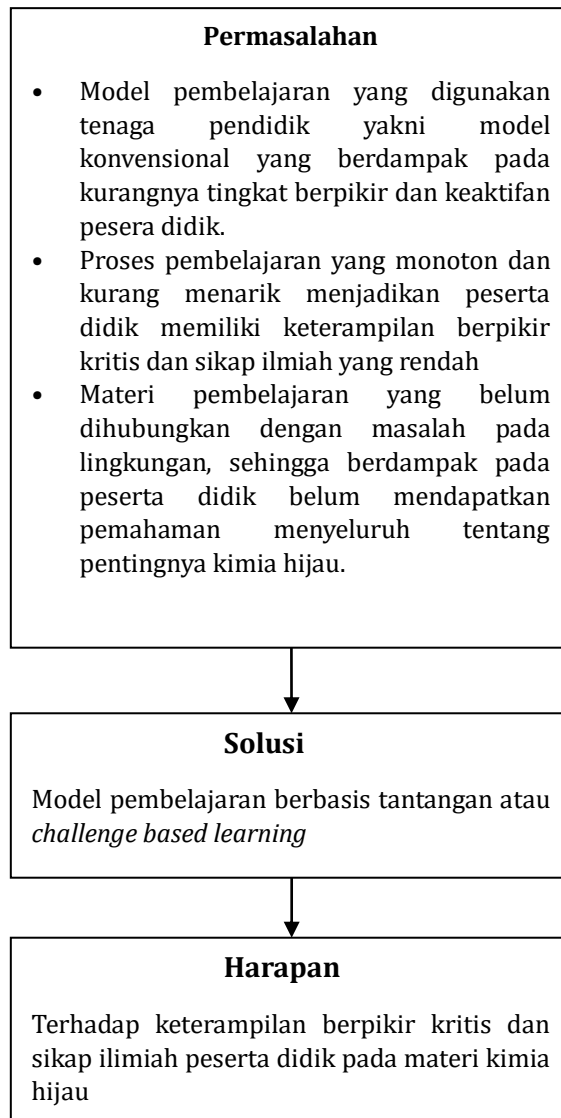 Permasalahan
• Model pembelajaran yang digunakan
tenaga pendidik yakni model
konvensional yang berdampak pada
kurangnya tingkat berpikir dan keaktifan
pesera didik.
• Proses pembelajaran yang monoton dan
kurang menarik menjadikan peserta
didik memiliki keterampilan berpikir
kritis dan sikap ilmiah yang rendah
• Materi pembelajaran yang belum
dihubungkan dengan masalah pada
lingkungan, sehingga berdampak pada
peserta didik belum mendapatkan
pemahaman menyeluruh tentang
pentingnya kimia hijau.
Solusi
Model pembelajaran berbasis tantangan atau
challenge based learning
Harapan
Terhadap keterampilan berpikir kritis dan
sikap ilimiah peserta didik pada materi kimia
hijau